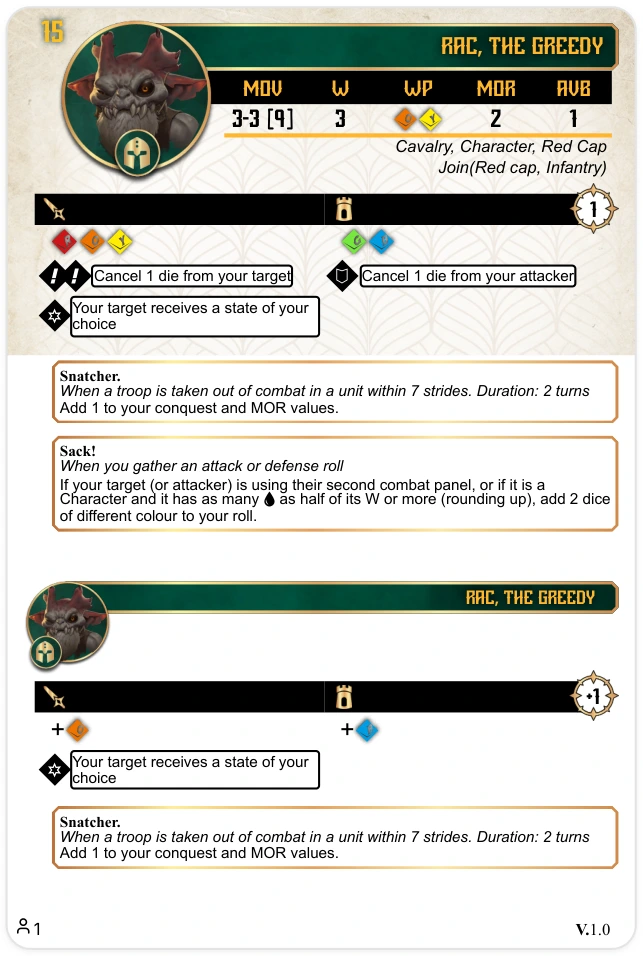 15
RAC, THE GREEDY
MOV W WP MOR AVB
3-3 [9] 3 2 1
Cavalry, Character, Red Cap
Join(Red cap, Infantry)
1
Cancel 1 die from your target
Cancel 1 die from your attacker
Your target receives a state of your
choice
Snatcher.
When a troop is taken out of combat in a unit within 7 strides. Duration: 2 turns
Add 1 to your conquest and MOR values.
Sack!
When you gather an attack or defense roll
If your target (or attacker) is using their second combat panel, or if it is a
Character and it has as many as half of its W or more (rounding up), add 2 dice
of different colour to your roll.
RAC, THE GREEDY
+1
+ +
Your target receives a state of your
choice
Snatcher.
When a troop is taken out of combat in a unit within 7 strides. Duration: 2 turns
Add 1 to your conquest and MOR values.
1
V.1.0